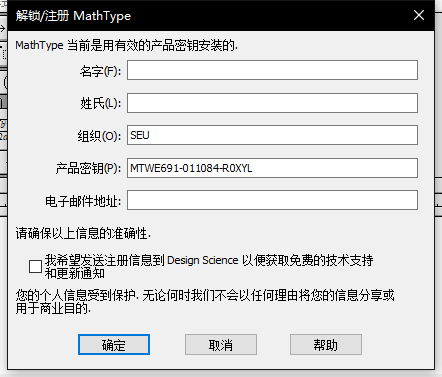 解锁/注册 MathType
MathType 当前是用有效的产品密钥安装的.
名字(F):
姓氏(L):
组织(O): SEU
产品密钥(P): MTWE691-011084-R0XYL
电子邮件地址:
请确保以上信息的准确性.
我希望发送注册信息到 Design Science 以便获取免费的技术支持
和更新通知
您的个人信息受到保护. 无论何时我们不会以任何理由将您的信息分享或
用于商业目的.
确定 取消 帮助